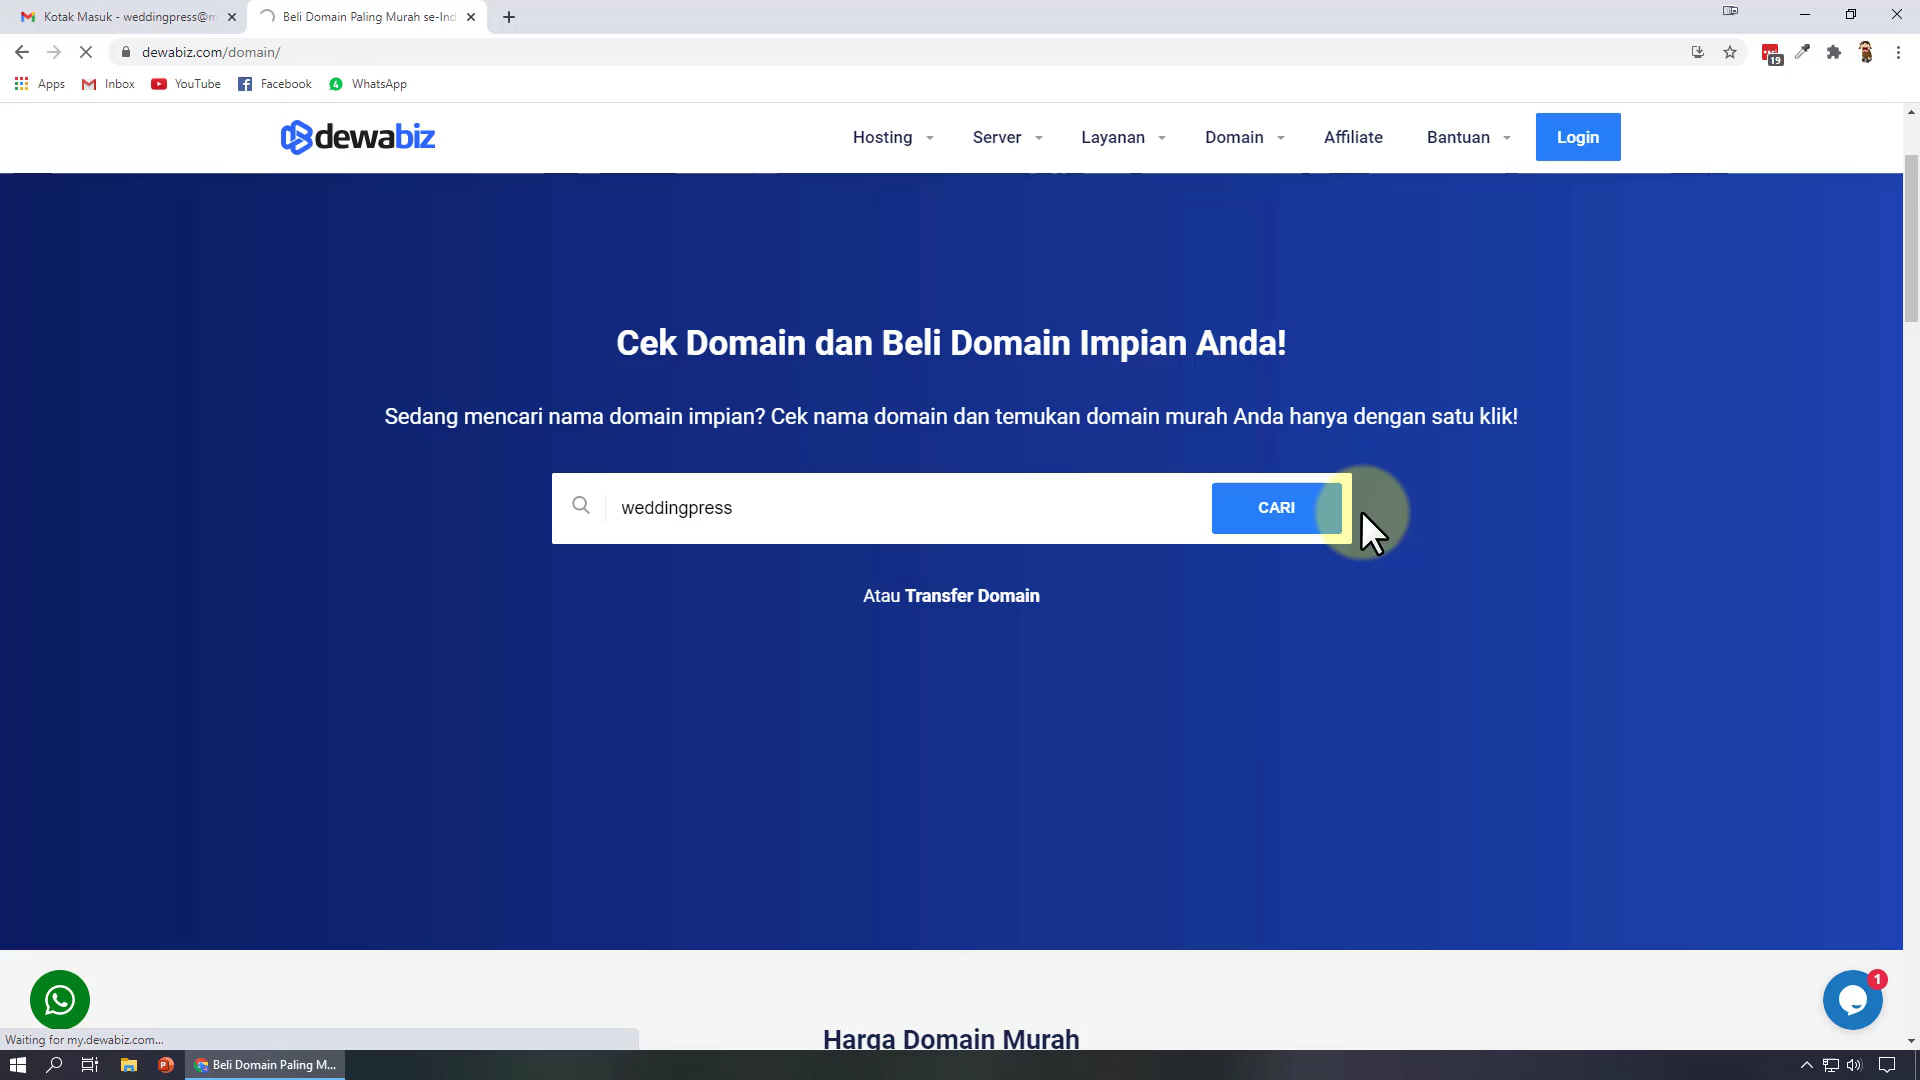 Kotak Masuk - weddingpress@m
Beli Domain Paling Murah se-Ind
dewabiz.com/domain/
19
Apps
Inbox
YouTube
Facebook
4
WhatsApp
dewabiz
Hosting
Server
Layanan
Domain
Affiliate
Bantuan
Login
Cek Domain dan Beli Domain Impian Anda!
Sedang mencari nama domain impian? Cek nama domain dan temukan domain murah Anda hanya dengan satu klik!
weddingpress
CARI
Atau Transfer Domain
1
Harga Domain Murah
Waiting for my.dewabiz.com...
Beli Domain Paling M...